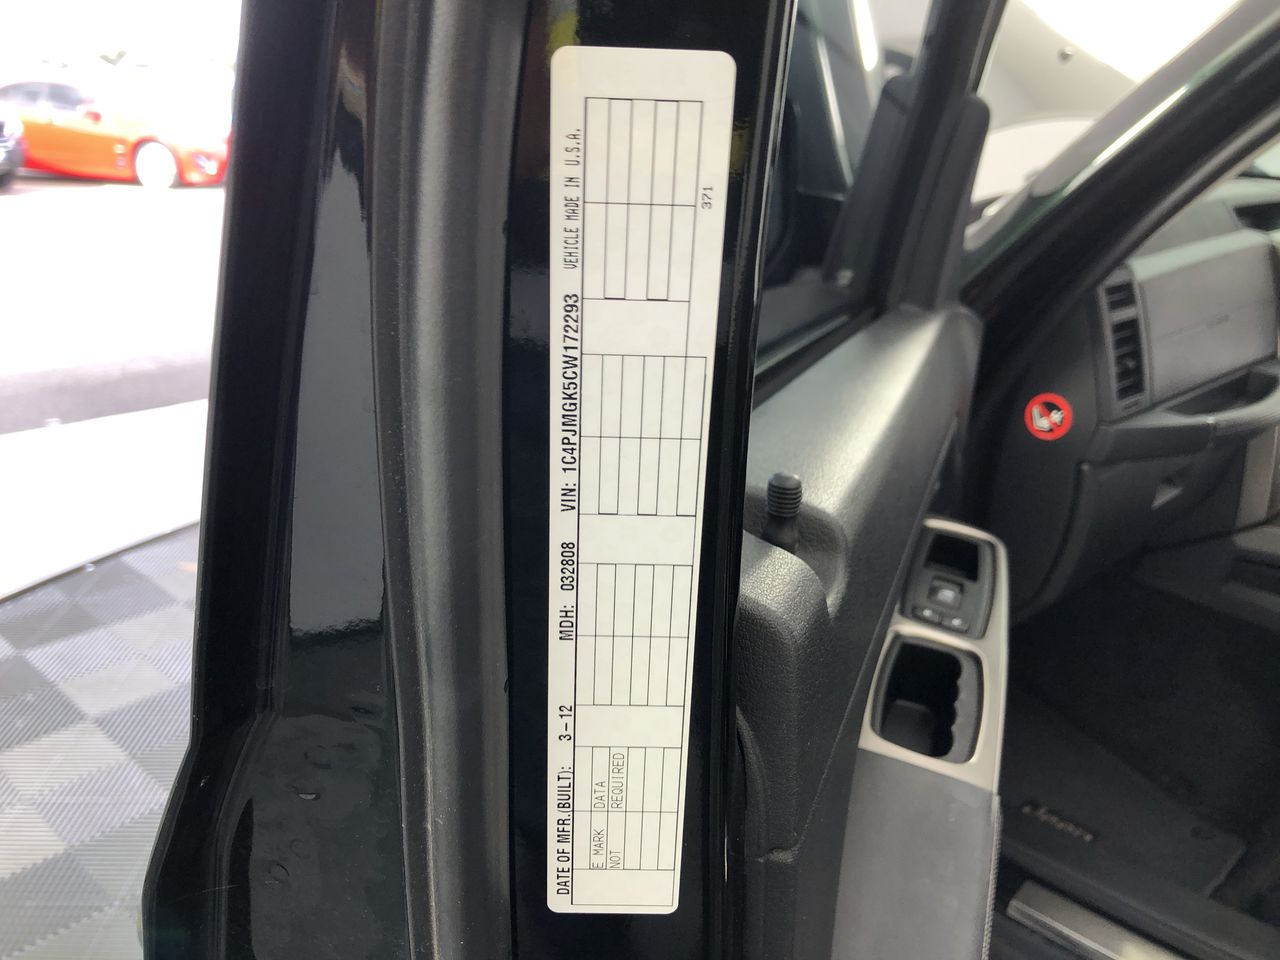 DATE OF MFR.(BUILT): 3-12 MDH: 032808 VIN: 1C4PJMGK5CW172293 VEHICLE MADE IN U.S.A.
E MARK DATA
NOT REQUIRED
371